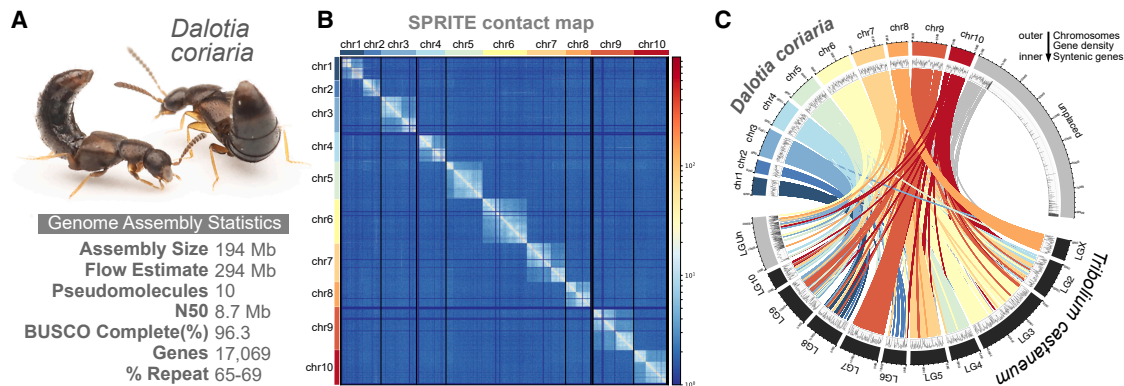 A
Dalotia
coriaria
Genome Assembly Statistics
Assembly Size 194 Mb
Flow Estimate 294 Mb
Pseudomolecules 10
N50 8.7 Mb
BUSCO Complete(%) 96.3
Genes 17,069
% Repeat 65-69
B
SPRITE contact map
chr1 chr2 chr3 chr4 chr5 chr6 chr7 chr8 chr9 chr10
chr1
chr2
chr3
chr4
chr5
chr6
chr7
chr8
chr9
chr10
10²
10¹
10⁰
C
Dalotia coriaria
chr1
chr2
chr3
chr4
chr5
chr6
chr7
chr8
chr9
chr10
unplaced
outer Chromosomes
Gene density
inner Syntenic genes
LGX
LG2
LG3
LG4
LG5
LG6
LG7
LG8
LG9
LG10
LGUn
Tribolium castaneum